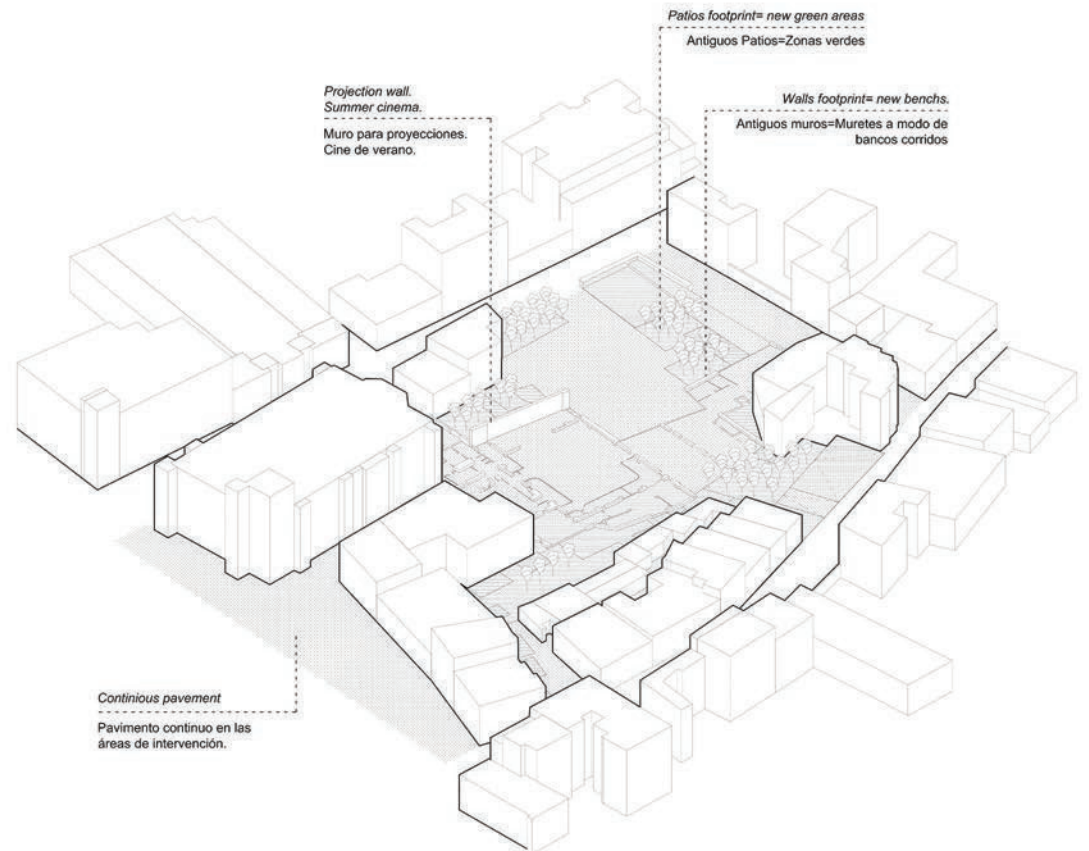 Patios footprint= new green areas
Antiguos Patios=Zonas verdes
Projection wall.
Summer cinema.
Muro para proyecciones.
Cine de verano.
Walls footprint= new benchs.
Antiguos muros=Muretes a modo de
bancos corridos
Continious pavement
Pavimento continuo en las
áreas de intervención.